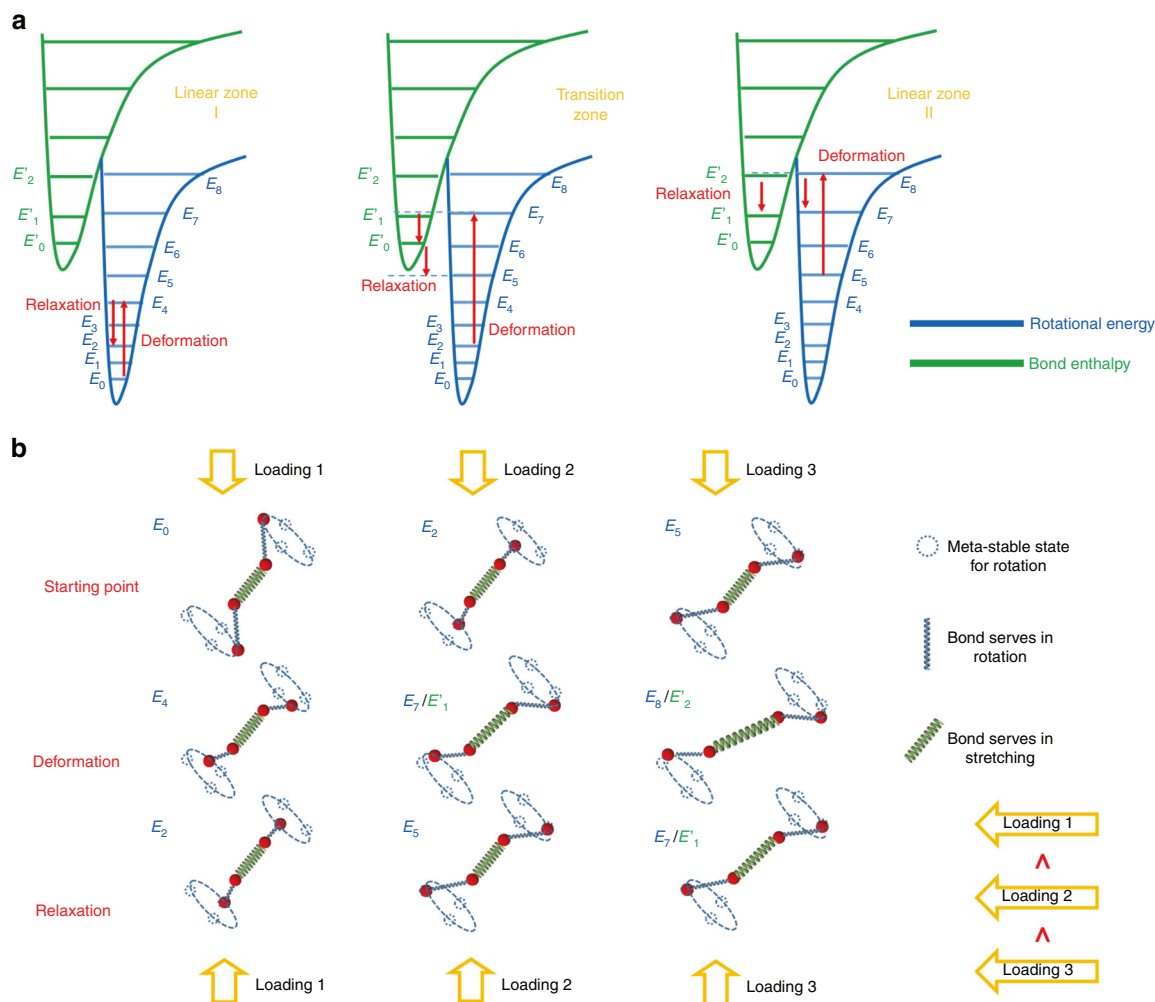 a
Linear zone
I
E'2
E'1
E'0
E8
E7
E6
E5
E4
E3
E2
E1
E0
Relaxation
Deformation
Transition
zone
E'2
E'1
E'0
E8
E7
E6
E5
E4
E3
E2
E1
E0
Relaxation
Deformation
Linear zone
II
Deformation
Relaxation
E'2
E'1
E'0
E8
E7
E6
E5
E4
E3
E2
E1
E0
Rotational energy
Bond enthalpy
b
Loading 1
Loading 2
Loading 3
E0
E2
E5
Starting point
E4
E7/E'1
E8/E'2
Deformation
E2
E5
E7/E'1
Relaxation
Loading 1
Loading 2
Loading 3
Meta-stable state
for rotation
Bond serves in
rotation
Bond serves in
stretching
Loading 1
<
Loading 2
<
Loading 3